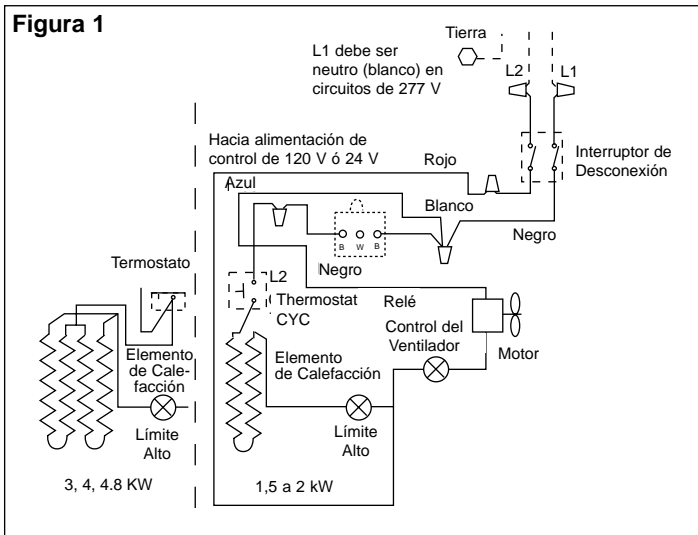 Figura 1
Tierra
L1 debe ser
neutro (blanco) en
circuitos de 277 V
L2
L1
Hacia alimentación de
control de 120 V ó 24 V
Rojo
Interruptor de
Desconexión
Azul
Blanco
Negro
B W B
Negro
Termostato
L2
Thermostat
CYC
Relé
Control del
Ventilador
Motor
Elemento
de Cale-
facción
Elemento
de Calefacción
Límite
Alto
Límite
Alto
3, 4, 4.8 KW
1,5 a 2 kW